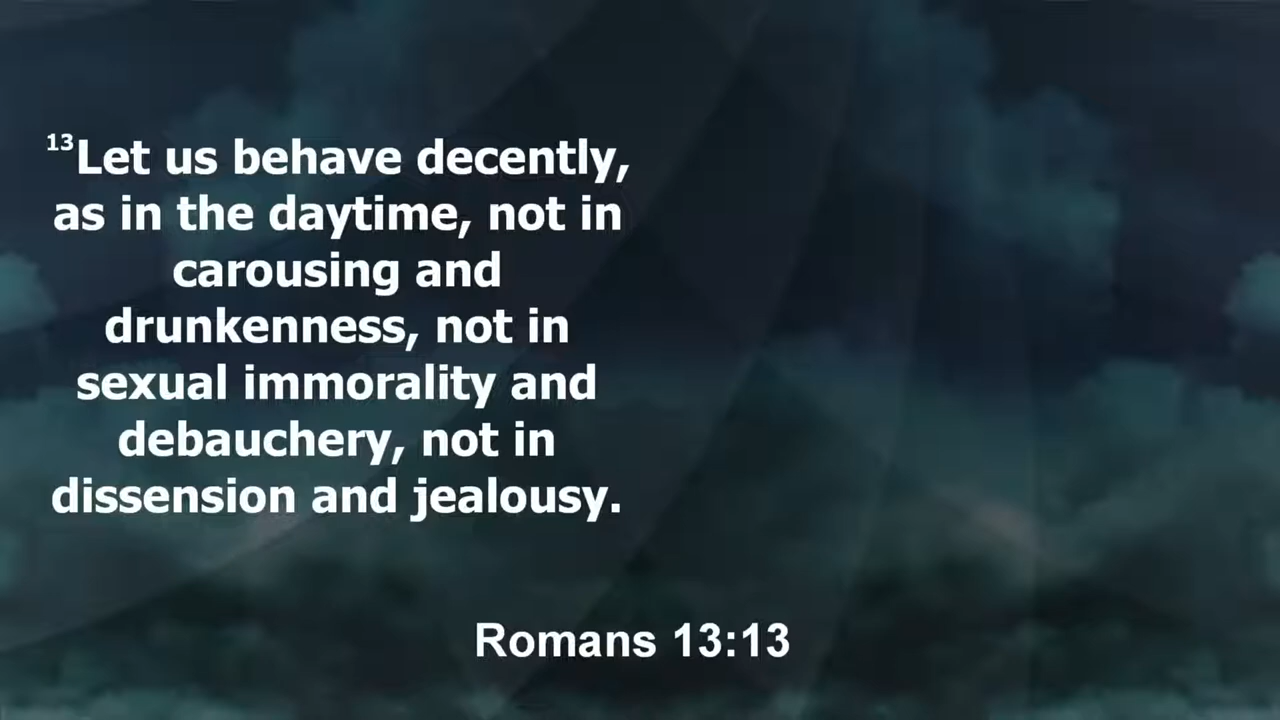 13Let us behave decently,
as in the daytime, not in
carousing and
drunkenness, not in
sexual immorality and
debauchery, not in
dissension and jealousy.
Romans 13:13